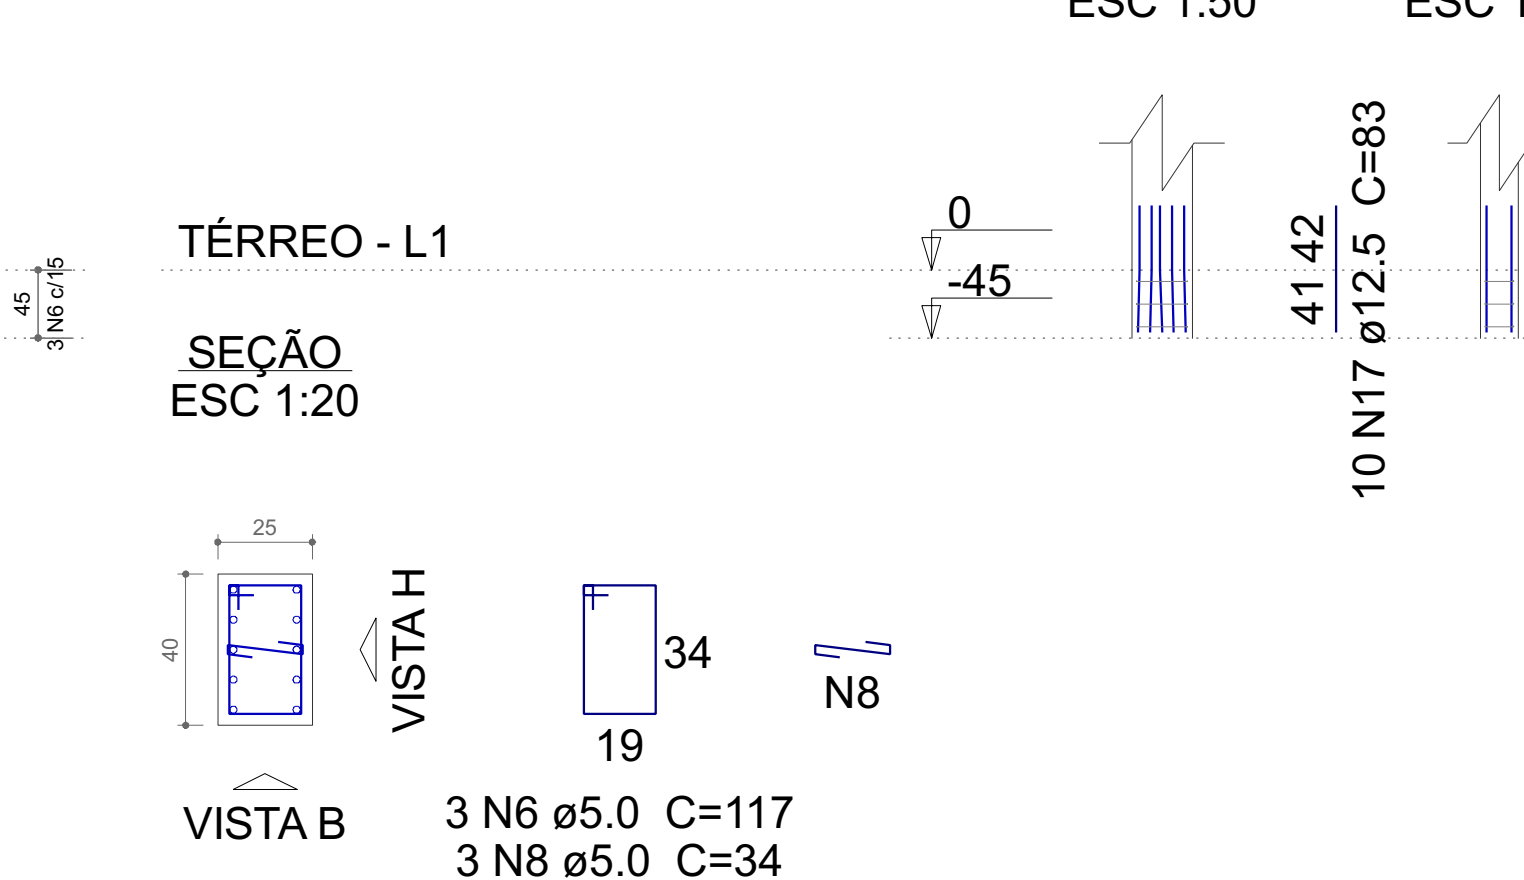 ESC 1:50
ESC 1
TÉRREO - L1
0
-45
45
3 N6 c/15
41 42
10 N17 ø12.5 C=83
SEÇÃO
ESC 1:20
25
40
VISTA H
34
19
N8
VISTA B
3 N6 ø5.0 C=117
3 N8 ø5.0 C=34